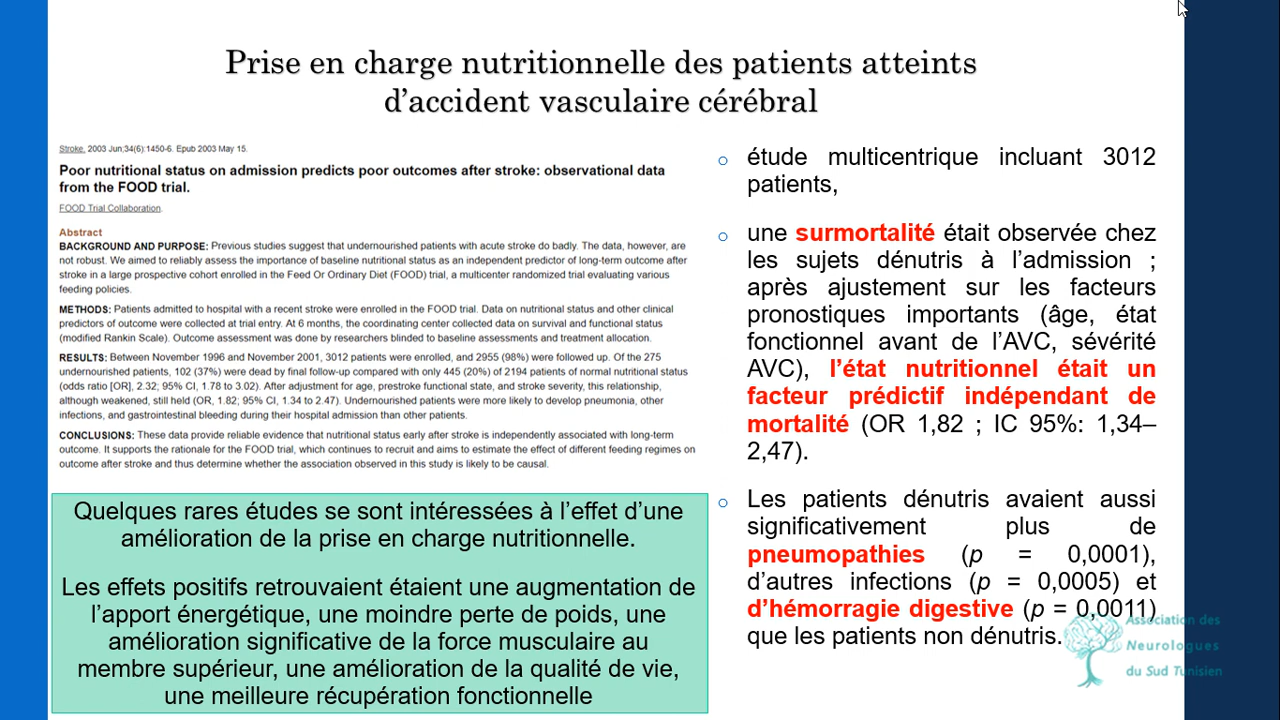 Prise en charge nutritionnelle des patients atteints
d’accident vasculaire cérébral
Stroke. 2003 Jun;34(6):1450-6. Epub 2003 May 15.
Poor nutritional status on admission predicts poor outcomes after stroke: observational data
from the FOOD trial.
FOOD Trial Collaboration.
Abstract
BACKGROUND AND PURPOSE: Previous studies suggest that undernourished patients with acute stroke do badly. The data, however, are
not robust. We aimed to reliably assess the importance of baseline nutritional status as an independent predictor of long-term outcome after
stroke in a large prospective cohort enrolled in the Feed Or Ordinary Diet (FOOD) trial, a multicenter randomized trial evaluating various
feeding policies.
METHODS: Patients admitted to hospital with a recent stroke were enrolled in the FOOD trial. Data on nutritional status and other clinical
predictors of outcome were collected at trial entry. At 6 months, the coordinating center collected data on survival and functional status
(modified Rankin Scale). Outcome assessment was done by researchers blinded to baseline assessments and treatment allocation.
RESULTS: Between November 1996 and November 2001, 3012 patients were enrolled, and 2955 (98%) were followed up. Of the 275
undernourished patients, 102 (37%) were dead by final follow-up compared with only 445 (20%) of 2194 patients of normal nutritional status
(odds ratio [OR], 2.32; 95% CI, 1.78 to 3.02). After adjustment for age, prestroke functional state, and stroke severity, this relationship,
although weakened, still held (OR, 1.82; 95% CI, 1.34 to 2.47). Undernourished patients were more likely to develop pneumonia, other
infections, and gastrointestinal bleeding during their hospital admission than other patients.
CONCLUSIONS: These data provide reliable evidence that nutritional status early after stroke is independently associated with long-term
outcome. It supports the rationale for the FOOD trial, which continues to recruit and aims to estimate the effect of different feeding regimes on
outcome after stroke and thus determine whether the association observed in this study is likely to be causal.
Quelques rares études se sont intéressées à l’effet d’une
amélioration de la prise en charge nutritionnelle.
Les effets positifs retrouvaient étaient une augmentation de
l’apport énergétique, une moindre perte de poids, une
amélioration significative de la force musculaire au
membre supérieur, une amélioration de la qualité de vie,
une meilleure récupération fonctionnelle
étude multicentrique incluant 3012
patients,
une surmortalité était observée chez
les sujets dénutris à l’admission ;
après ajustement sur les facteurs
pronostiques importants (âge, état
fonctionnel avant de l’AVC, sévérité
AVC), l’état nutritionnel était un
facteur prédictif indépendant de
mortalité (OR 1,82 ; IC 95%: 1,34–
2,47).
Les patients dénutris avaient aussi
significativement plus de
pneumopathies (p = 0,0001),
d’autres infections (p = 0,0005) et
d’hémorragie digestive (p = 0,0011)
que les patients non dénutris.
Association des
Neurologues
du Sud Tunisien